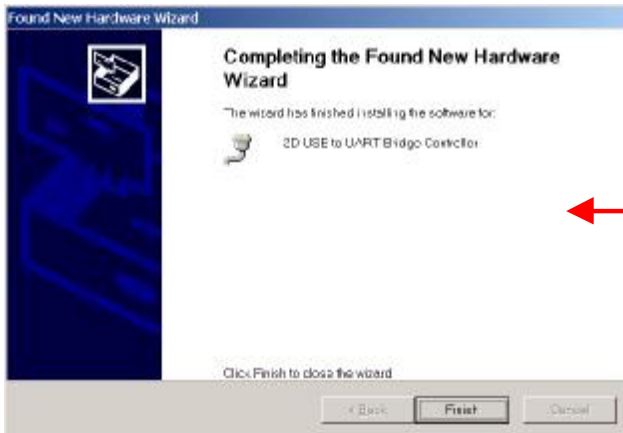 Found New Hardware Wizard
Completing the Found New Hardware
Wizard
The wizard has finished installing the software for:
2D USB to UART Bridge Controller
Click Finish to close the wizard
< Back
Finish
Cancel